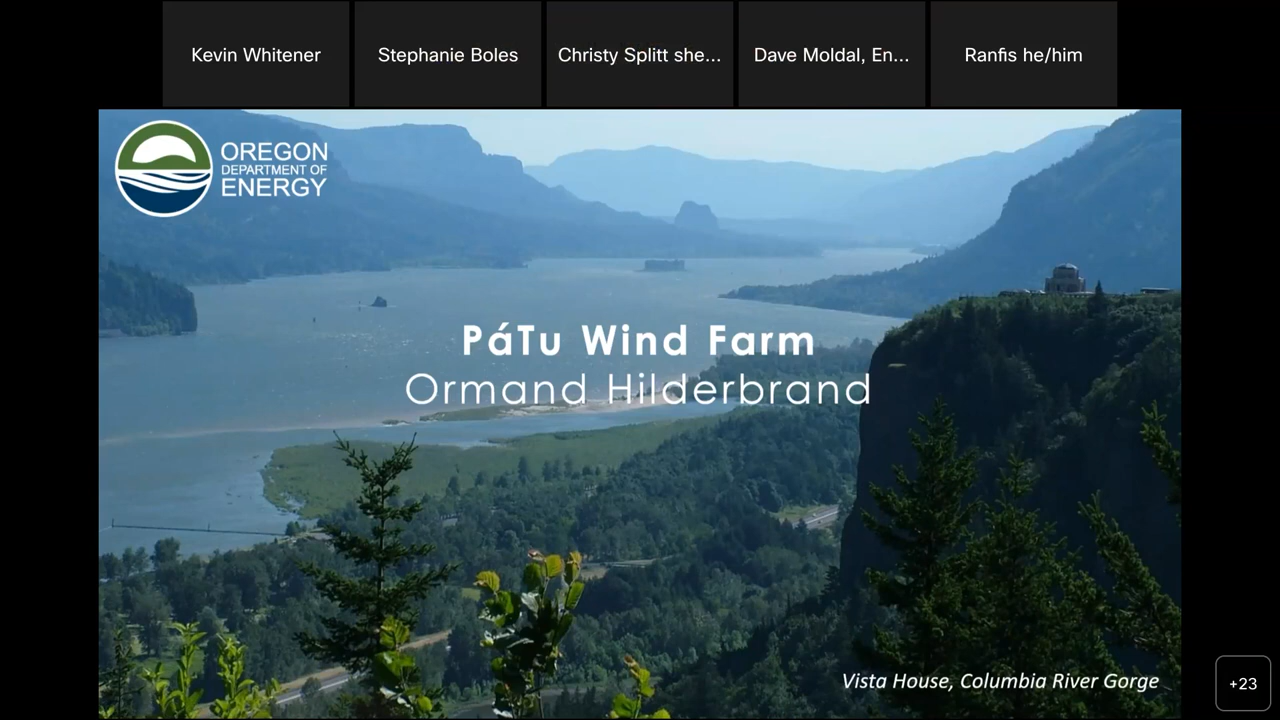 Kevin Whitener
Stephanie Boles
Christy Splitt she...
Dave Moldal, En...
Ranfis he/him
OREGON
DEPARTMENT OF
ENERGY
PáTu Wind Farm
Ormand Hilderbrand
Vista House, Columbia River Gorge
+23